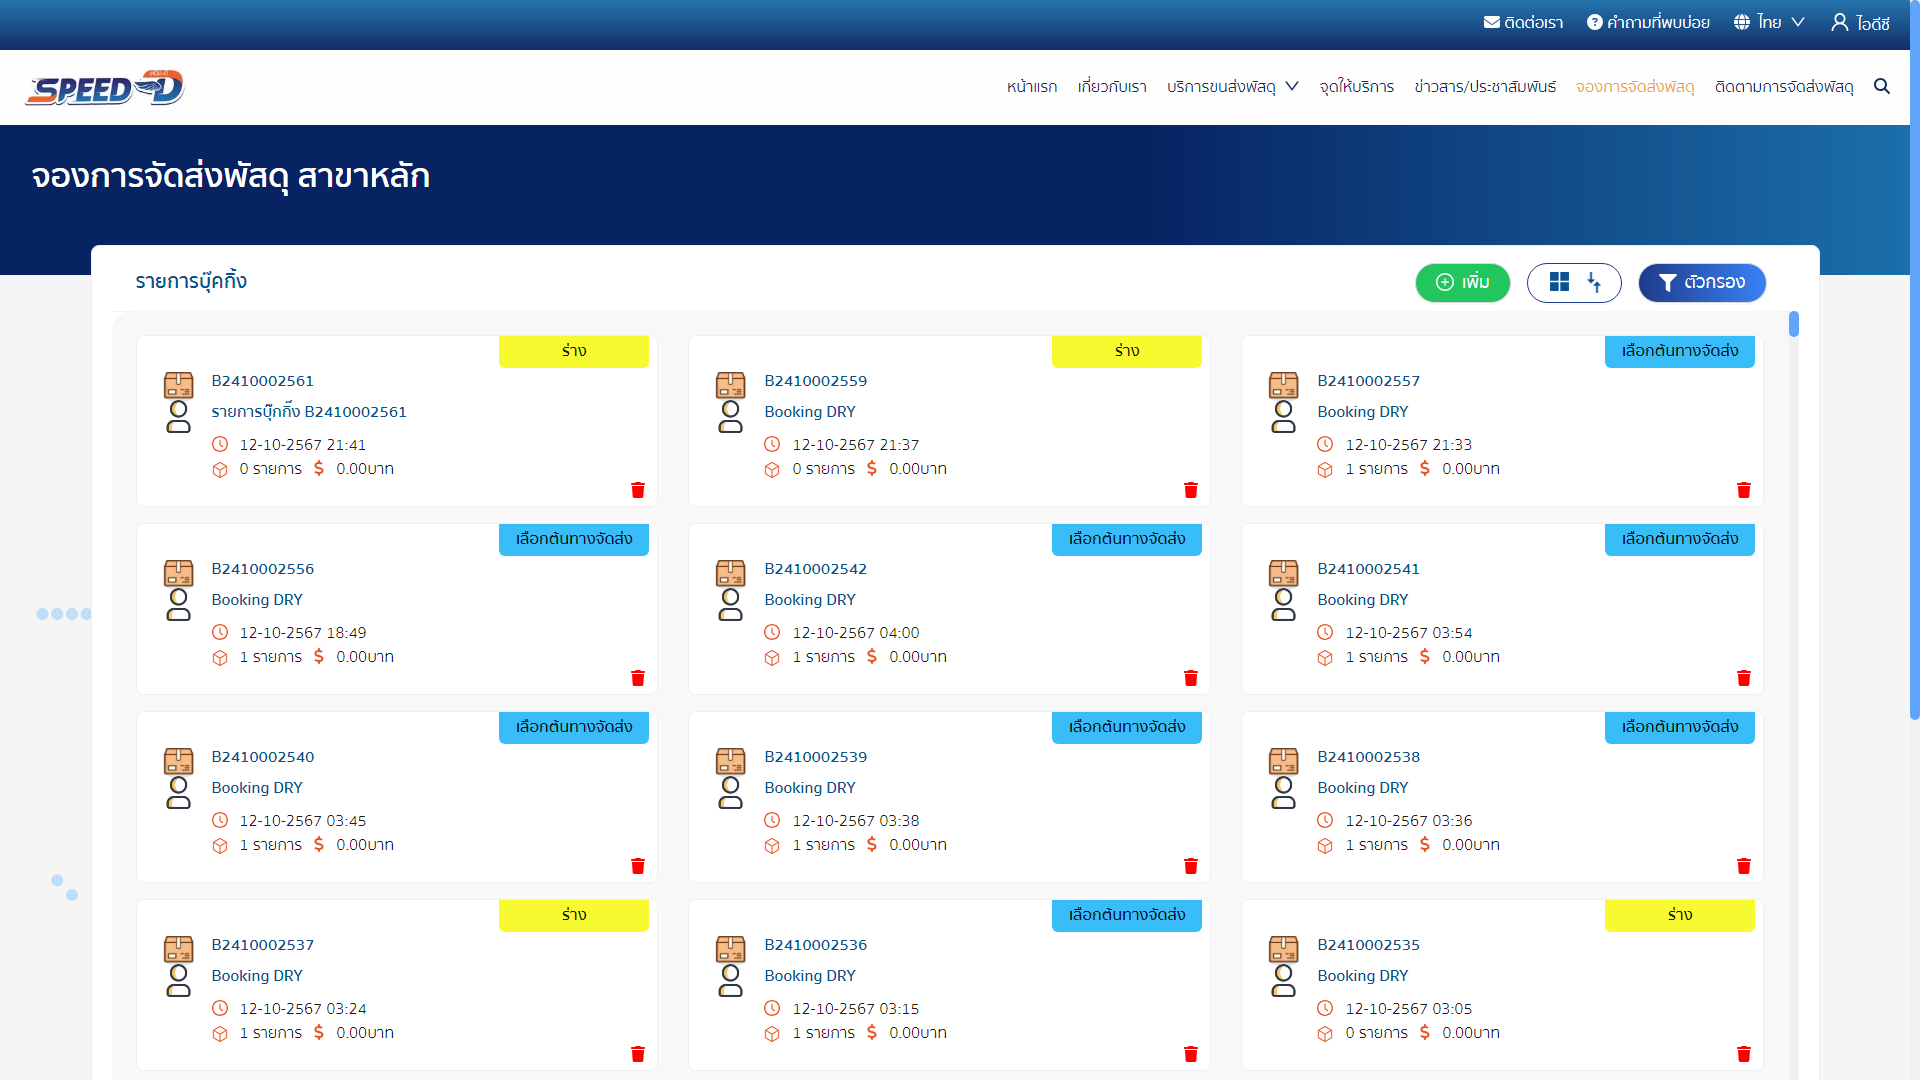 ติดต่อเรา คำถามที่พบบ่อย ไทย ไอดีซี
SPEED-D
หน้าแรก เกี่ยวกับเรา บริการขนส่งพัสดุ จุดให้บริการ ข่าวสาร/ประชาสัมพันธ์ จองการจัดส่งพัสดุ ติดตามการจัดส่งพัสดุ
จองการจัดส่งพัสดุ สาขาหลัก
รายการบุ๊คกิ้ง เพิ่ม ตัวกรอง
ร่าง
B2410002561
รายการบุ๊กกิ๊ง B2410002561
12-10-2567 21:41
0 รายการ 0.00บาท
ร่าง
B2410002559
Booking DRY
12-10-2567 21:37
0 รายการ 0.00บาท
เลือกต้นทางจัดส่ง
B2410002557
Booking DRY
12-10-2567 21:33
1 รายการ 0.00บาท
เลือกต้นทางจัดส่ง
B2410002556
Booking DRY
12-10-2567 18:49
1 รายการ 0.00บาท
เลือกต้นทางจัดส่ง
B2410002542
Booking DRY
12-10-2567 04:00
1 รายการ 0.00บาท
เลือกต้นทางจัดส่ง
B2410002541
Booking DRY
12-10-2567 03:54
1 รายการ 0.00บาท
เลือกต้นทางจัดส่ง
B2410002540
Booking DRY
12-10-2567 03:45
1 รายการ 0.00บาท
เลือกต้นทางจัดส่ง
B2410002539
Booking DRY
12-10-2567 03:38
1 รายการ 0.00บาท
เลือกต้นทางจัดส่ง
B2410002538
Booking DRY
12-10-2567 03:36
1 รายการ 0.00บาท
ร่าง
B2410002537
Booking DRY
12-10-2567 03:24
1 รายการ 0.00บาท
เลือกต้นทางจัดส่ง
B2410002536
Booking DRY
12-10-2567 03:15
1 รายการ 0.00บาท
ร่าง
B2410002535
Booking DRY
12-10-2567 03:05
0 รายการ 0.00บาท